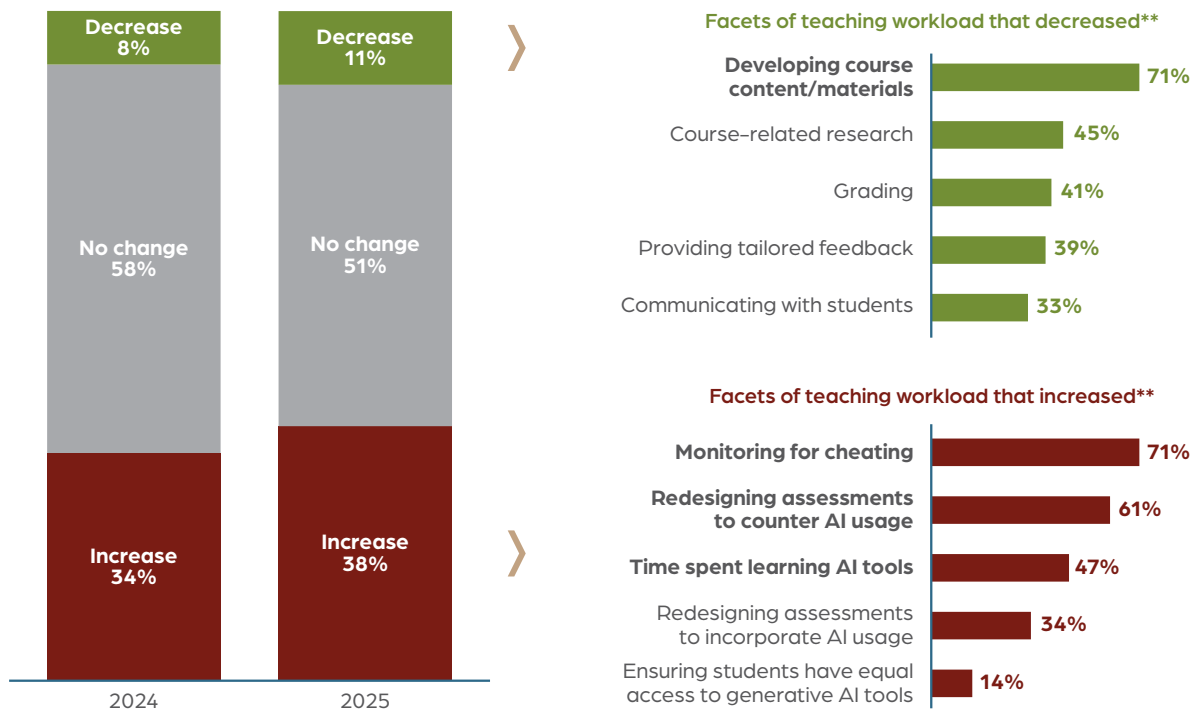 Decrease
8%
No change
58%
Increase
34%
2024
Decrease
11%
No change
51%
Increase
38%
2025
Facets of teaching workload that decreased**
Developing course
content/materials
71%
Course-related research
45%
Grading
41%
Providing tailored feedback
39%
Communicating with students
33%
Facets of teaching workload that increased**
Monitoring for cheating
71%
Redesigning assessments
to counter AI usage
61%
Time spent learning AI tools
47%
Redesigning assessments
to incorporate AI usage
34%
Ensuring students have equal
access to generative AI tools
14%